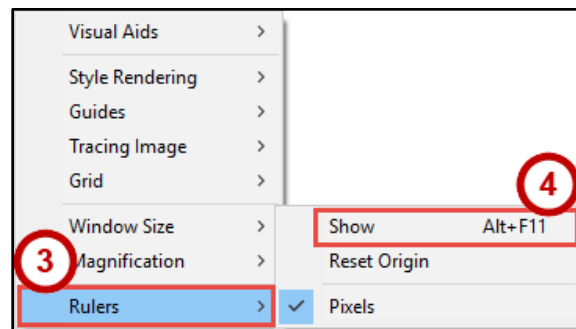 Visual Aids
Style Rendering
Guides
Tracing Image
Grid
Window Size
Magnification
Rulers
3
4
Show Alt+F11
Reset Origin
Pixels